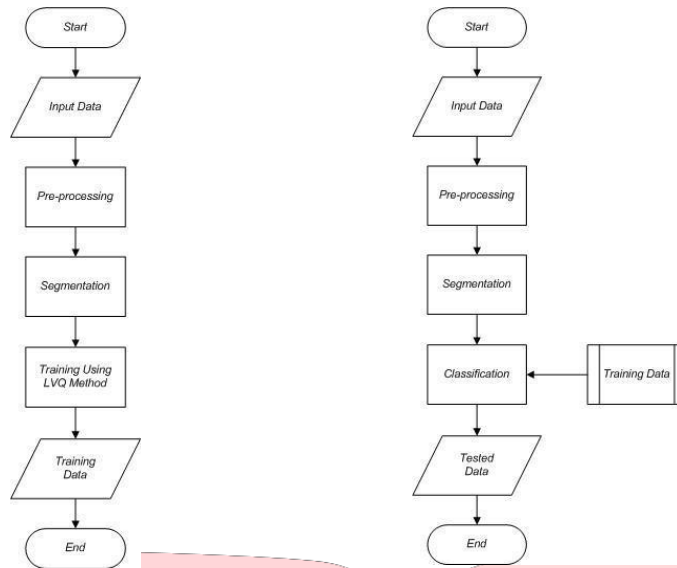 Start
Input Data
Pre-processing
Segmentation
Training Using
LVQ Method
Training
Data
End
Start
Input Data
Pre-processing
Segmentation
Classification
Training Data
Tested
Data
End